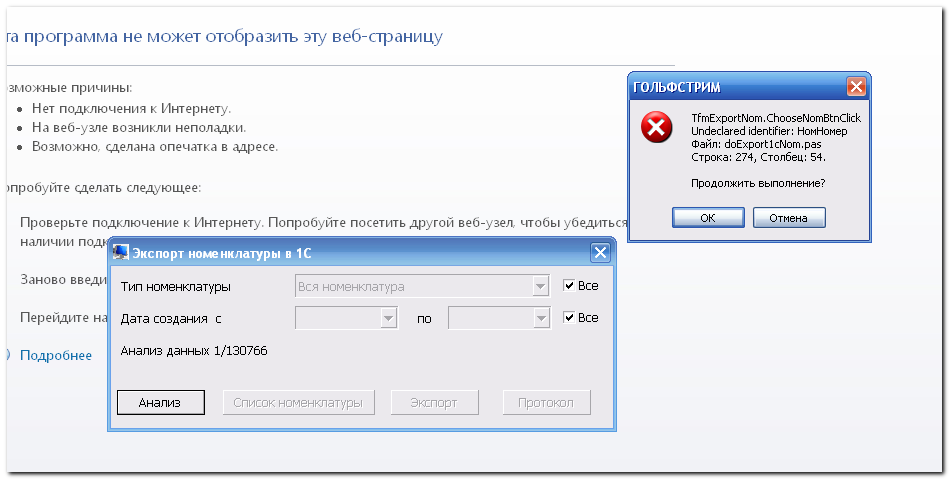 та программа не может отобразить эту веб-страницу
озможные причины:
Нет подключения к Интернету.
На веб-узле возникли неполадки.
Возможно, сделана опечатка в адресе.
опробуйте сделать следующее:
Проверьте подключение к Интернету. Попробуйте посетить другой веб-узел, чтобы убедиться
наличии подк
Заново введи
Перейдите на
Подробнее
ГОЛЬФСТРИМ
TfmExportNom.ChooseNomBtnClick
Undeclared identifier: НомНомер
Файл: doExport1cNom.pas
Строка: 274, Столбец: 54.
Продолжить выполнение?
OK
Отмена
Экспорт номенклатуры в 1С
Тип номенклатуры
Вся номенклатура
Все
Дата создания с
по
Все
Анализ данных 1/130766
Анализ
Список номенклатуры
Экспорт
Протокол